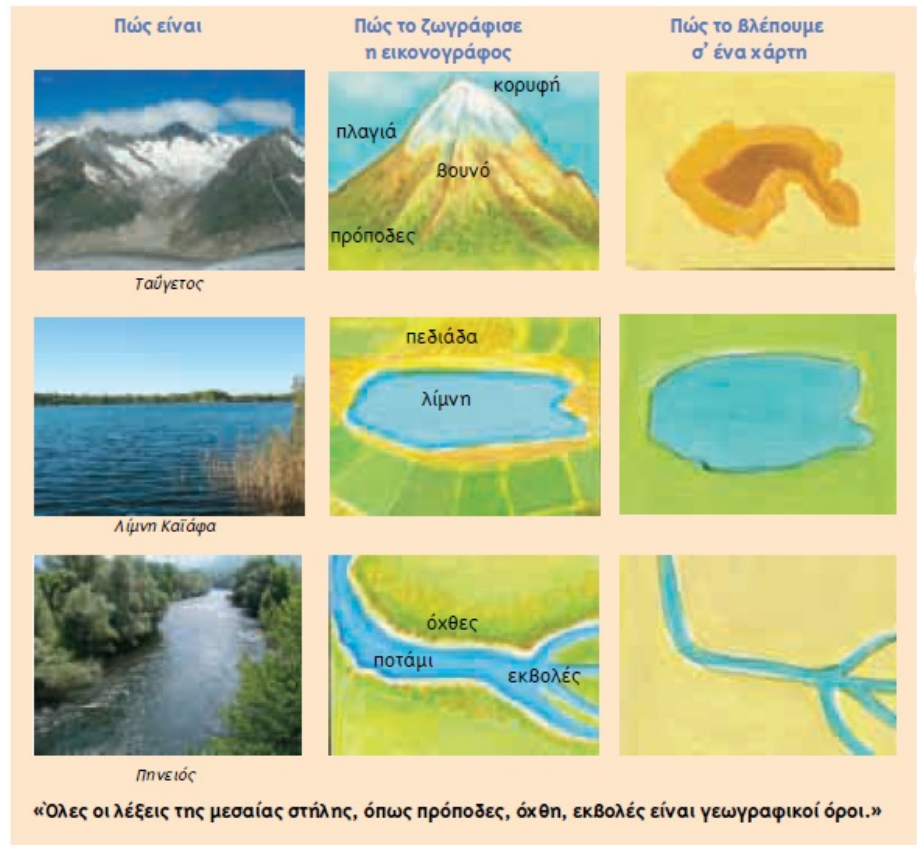 Πώς είναι
Πώς το ζωγράφισε
η εικονογράφος
Πώς το βλέπουμε
σ' ένα χάρτη
κορυφή
πλαγιά
βουνό
πρόποδες
Ταΰγετος
πεδιάδα
λίμνη
Λίμνη Καϊάφα
όχθες
ποτάμι
εκβολές
Πηνειός
«Όλες οι λέξεις της μεσαίας στήλης, όπως πρόποδες, όχθη, εκβολές είναι γεωγραφικοί όροι.»